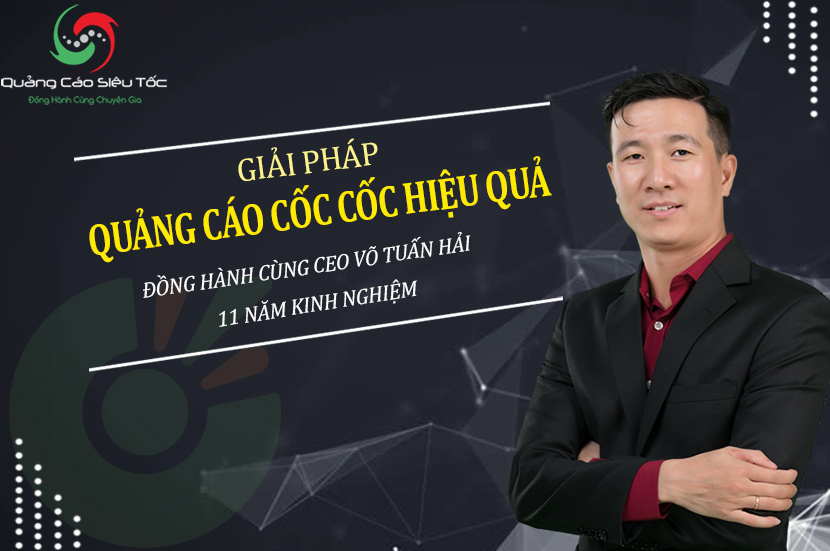 Quảng Cáo Siêu Tốc
Đồng Hành Cùng Chuyên Gia
GIẢI PHÁP
QUẢNG CÁO CỐC CỐC HIỆU QUẢ
ĐỒNG HÀNH CÙNG CEO VÕ TUẤN HẢI
11 NĂM KINH NGHIỆM